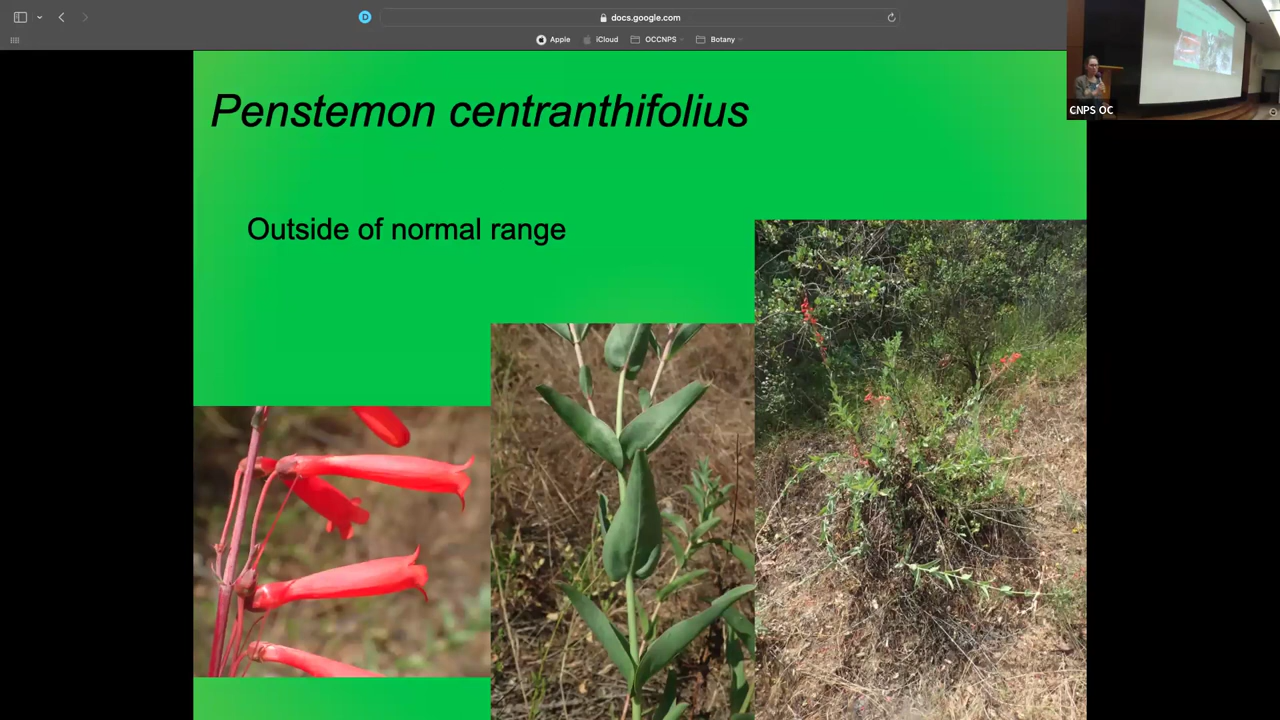 docs.google.com
Apple
iCloud
OCCNPS
Botany
CNPS OC
Penstemon centranthifolius
Outside of normal range